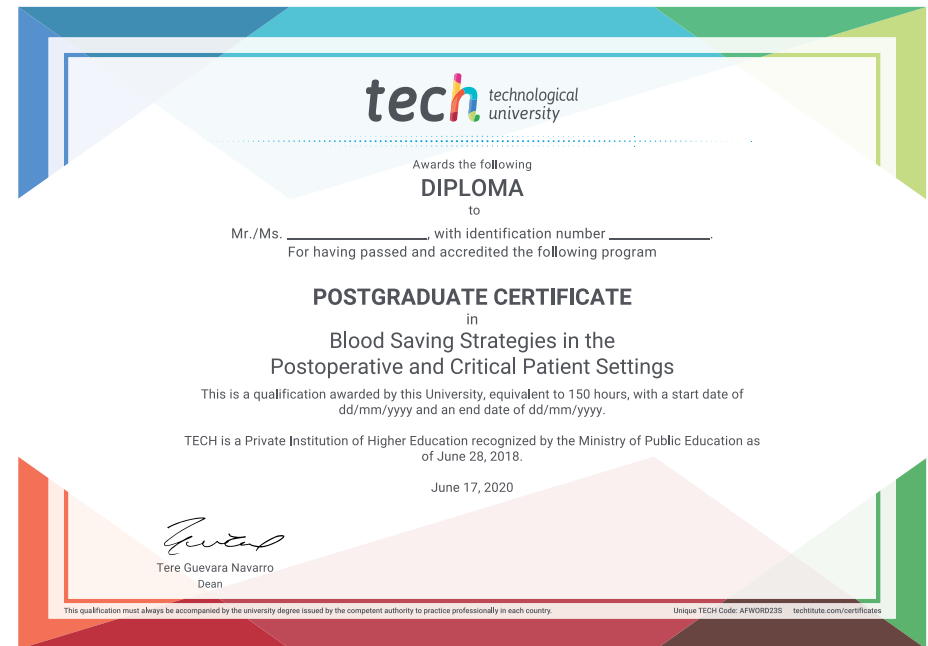 tech technological
university
Awards the following
DIPLOMA
to
Mr./Ms. ____________________, with identification number ______________.
For having passed and accredited the following program
POSTGRADUATE CERTIFICATE
in
Blood Saving Strategies in the
Postoperative and Critical Patient Settings
This is a qualification awarded by this University, equivalent to 150 hours, with a start date of
dd/mm/yyyy and an end date of dd/mm/yyyy.
TECH is a Private Institution of Higher Education recognized by the Ministry of Public Education as
of June 28, 2018.
June 17, 2020
Tere Guevara Navarro
Dean
This qualification must always be accompanied by the university degree issued by the competent authority to practice professionally in each country.
Unique TECH Code: AFWORD23S techtitute.com/certificates